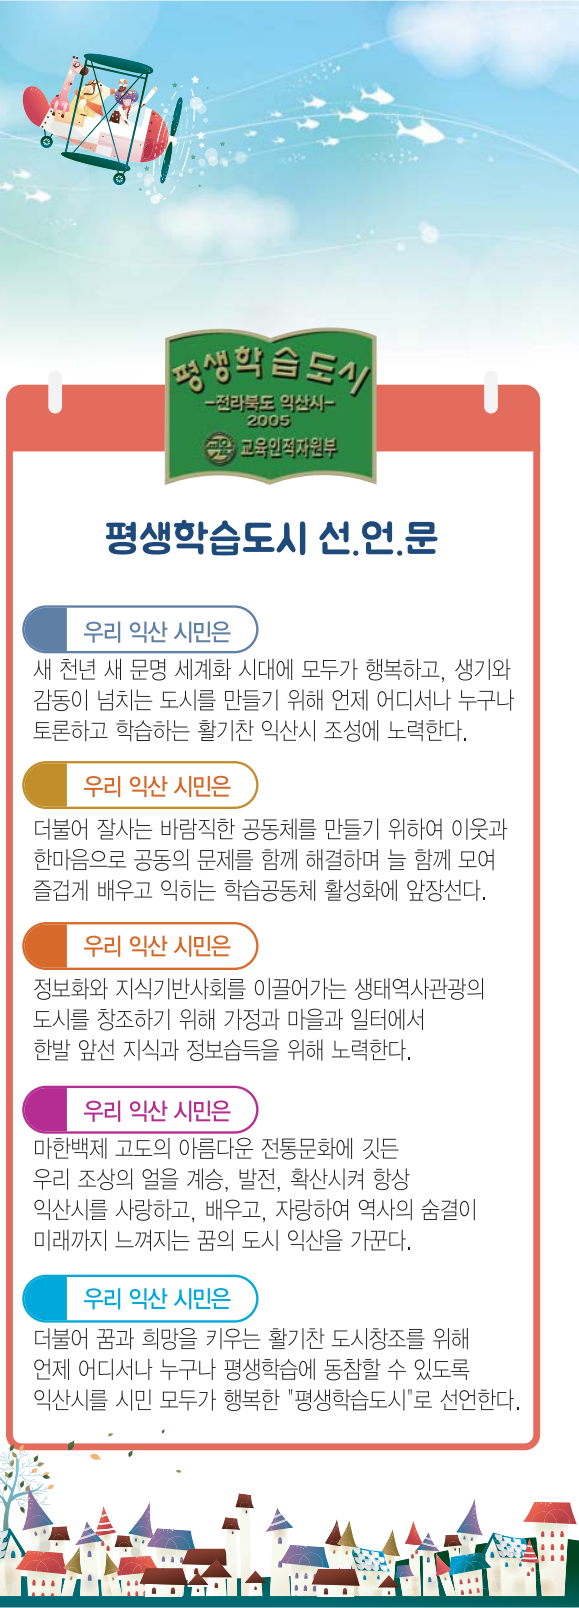 평생학습도시
-전라북도 익산시-
2005
교육 교육인적자원부
평생학습도시 선.언.문
우리 익산 시민은
새 천년 새 문명 세계화 시대에 모두가 행복하고, 생기와
감동이 넘치는 도시를 만들기 위해 언제 어디서나 누구나
토론하고 학습하는 활기찬 익산시 조성에 노력한다.
우리 익산 시민은
더불어 잘사는 바람직한 공동체를 만들기 위하여 이웃과
한마음으로 공동의 문제를 함께 해결하며 늘 함께 모여
즐겁게 배우고 익히는 학습공동체 활성화에 앞장선다.
우리 익산 시민은
정보화와 지식기반사회를 이끌어가는 생태역사관광의
도시를 창조하기 위해 가정과 마을과 일터에서
한발 앞선 지식과 정보습득을 위해 노력한다.
우리 익산 시민은
마한백제 고도의 아름다운 전통문화에 깃든
우리 조상의 얼을 계승, 발전, 확산시켜 항상
익산시를 사랑하고, 배우고, 자랑하여 역사의 숨결이
미래까지 느껴지는 꿈의 도시 익산을 가꾼다.
우리 익산 시민은
더불어 꿈과 희망을 키우는 활기찬 도시창조를 위해
언제 어디서나 누구나 평생학습에 동참할 수 있도록
익산시를 시민 모두가 행복한 "평생학습도시"로 선언한다.